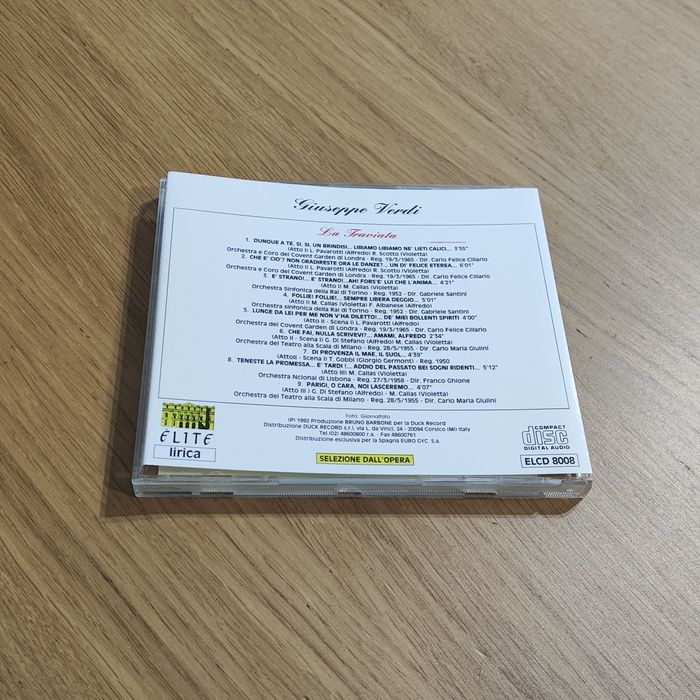 Giuseppe Verdi
La Traviata
1. DUNQUE A TE, SI, SI, UN BRINDISI... LIBIAMO LIBIAMO NE' LIETI CALICI... 3'55"
(Atto I) L. Pavarotti (Alfredo) R. Scotto (Violetta)
Orchestra e Coro del Covent Garden di Londra - Reg. 19/3/1965 - Dir. Carlo Felice Cillario
2. CHE E' CIO'? NON GRADIRESTE ORA LE DANZE?... UN DI' FELICE ETEREA... 6'01"
(Atto I) L. Pavarotti (Alfredo) R. Scotto (Violetta)
Orchestra e Coro del Covent Garden di Londra - Reg. 19/3/1965 - Dir. Carlo Felice Cillario
3. E' STRANO!... E' STRANO!...AH! FORS'E' LUI CHE L'ANIMA... 4'21"
(Atto I) M. Callas (Violetta)
Orchestra Sinfonica della Rai di Torino - Reg. 1952 - Dir. Gabriele Santini
4. FOLLIE! FOLLIE!... SEMPRE LIBERA DEGGIO... 5'01"
(Atto I) M. Callas (Violetta) F. Albanese (Alfredo)
Orchestra sinfonica della Rai di Torino - Reg. 1952 - Dir. Gabriele Santini
5. LUNGE DA LEI PER ME NON V'HA DILETTO!... DE' MIEI BOLLENTI SPIRITI 4'00"
(Atto II - Scena I) L. Pavarotti (Alfredo)
Orchestra del Covent Garden di Londra - Reg. 19/3/1965 - Dir. Carlo Felice Cillario
6. CHE FAI, NULLA SCRIVEVI?... AMAMI, ALFREDO 2'34"
(Atto II - Scena I) G. Di Stefano (Alfredo) M. Callas (Violetta)
Orchestra del Teatro alla Scala di Milano - Reg. 28/5/1955 - Dir. Carlo Maria Giulini
7. DI PROVENZA IL MAE, IL SUOL... 4'39"
(AttoII - Scena I) T. Gobbi (Giorgio Germont) - Reg. 1950
8. TENESTE LA PROMESSA... E' TARDI !... ADDIO DEL PASSATO BEI SOGNI RIDENTI... 5'12"
(Atto III) M. Callas (Violetta)
Orchestra Ncional di Lisbona - Reg. 27/3/1958 - Dir. Franco Ghione
9. PARIGI, O CARA, NOI LASCEREMO... 4'07"
(Atto III) G. Di Stefano (Alfredo) - M. Callas (Violetta)
Orchestra del Teatro alla Scala di Milano - Reg. 28/5/1955 - Dir. Carlo Maria Giulini
ÉLITE
lirica
Foto: Giornalfoto
(P) 1992 Produzione BRUNO BARBONE per la Duck Record
Distribuzione DUCK RECORD s.r.l. via L. da Vinci, 24 - 20094 Corsico (MI) Italy
Tel.(02) 48600800 r.a. - Fax 48600761
Distribuzione esclusiva per la Spagna EURO GYC S.a.
SELEZIONE DALL'OPERA
COMPACT
disc
DIGITAL AUDIO
ELCD 8008